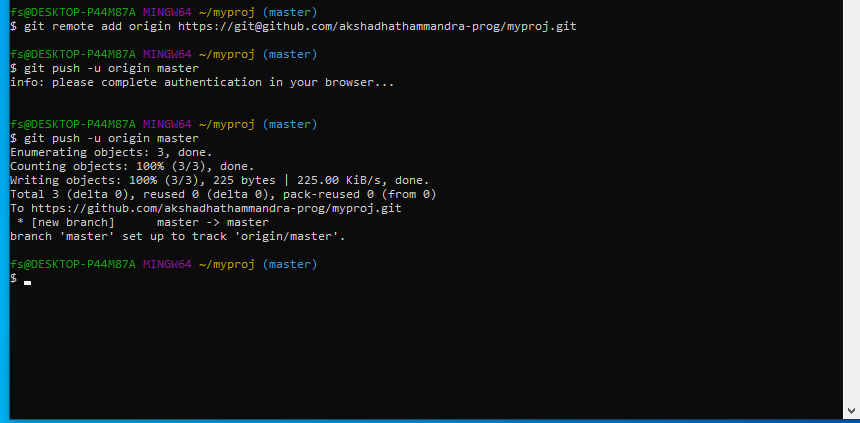 fs@DESKTOP-P44M87A MINGW64 ~/myproj (master)
$ git remote add origin https://git@github.com/akshadhathammandra-prog/myproj.git
fs@DESKTOP-P44M87A MINGW64 ~/myproj (master)
$ git push -u origin master
info: please complete authentication in your browser...
fs@DESKTOP-P44M87A MINGW64 ~/myproj (master)
$ git push -u origin master
Enumerating objects: 3, done.
Counting objects: 100% (3/3), done.
Writing objects: 100% (3/3), 225 bytes | 225.00 KiB/s, done.
Total 3 (delta 0), reused 0 (delta 0), pack-reused 0 (from 0)
To https://github.com/akshadhathammandra-prog/myproj.git
 * [new branch]      master -> master
branch 'master' set up to track 'origin/master'.
fs@DESKTOP-P44M87A MINGW64 ~/myproj (master)
$